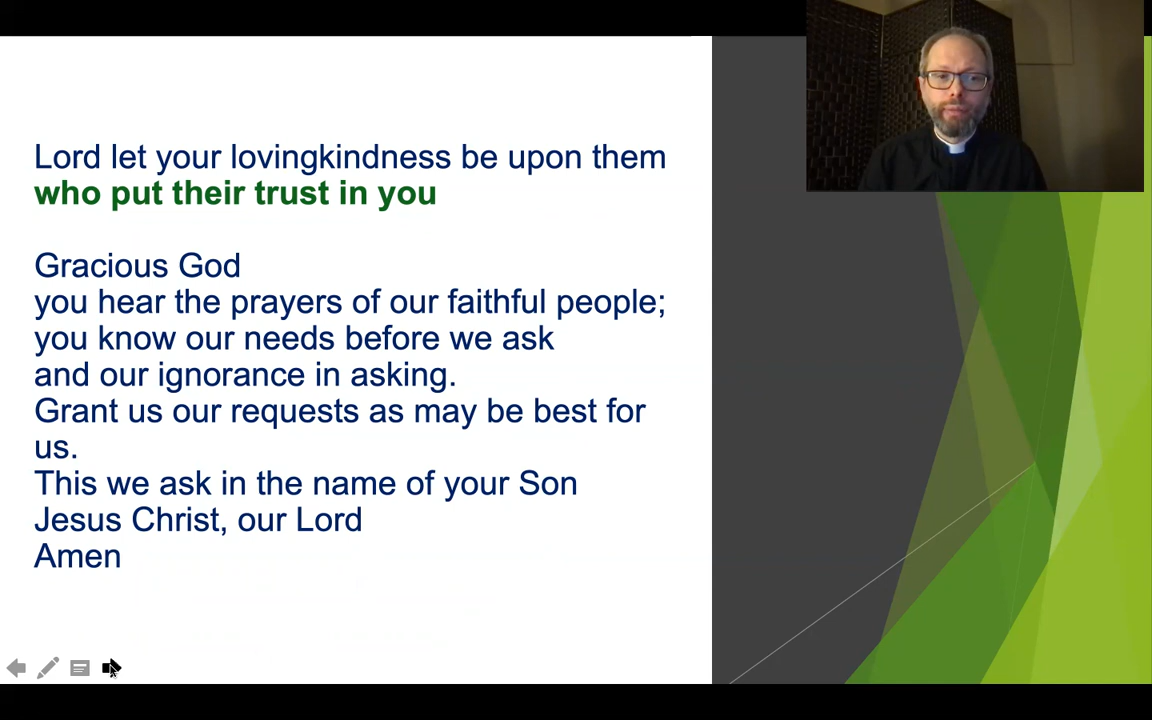 Lord let your lovingkindness be upon them
who put their trust in you
Gracious God
you hear the prayers of our faithful people;
you know our needs before we ask
and our ignorance in asking.
Grant us our requests as may be best for
us.
This we ask in the name of your Son
Jesus Christ, our Lord
Amen